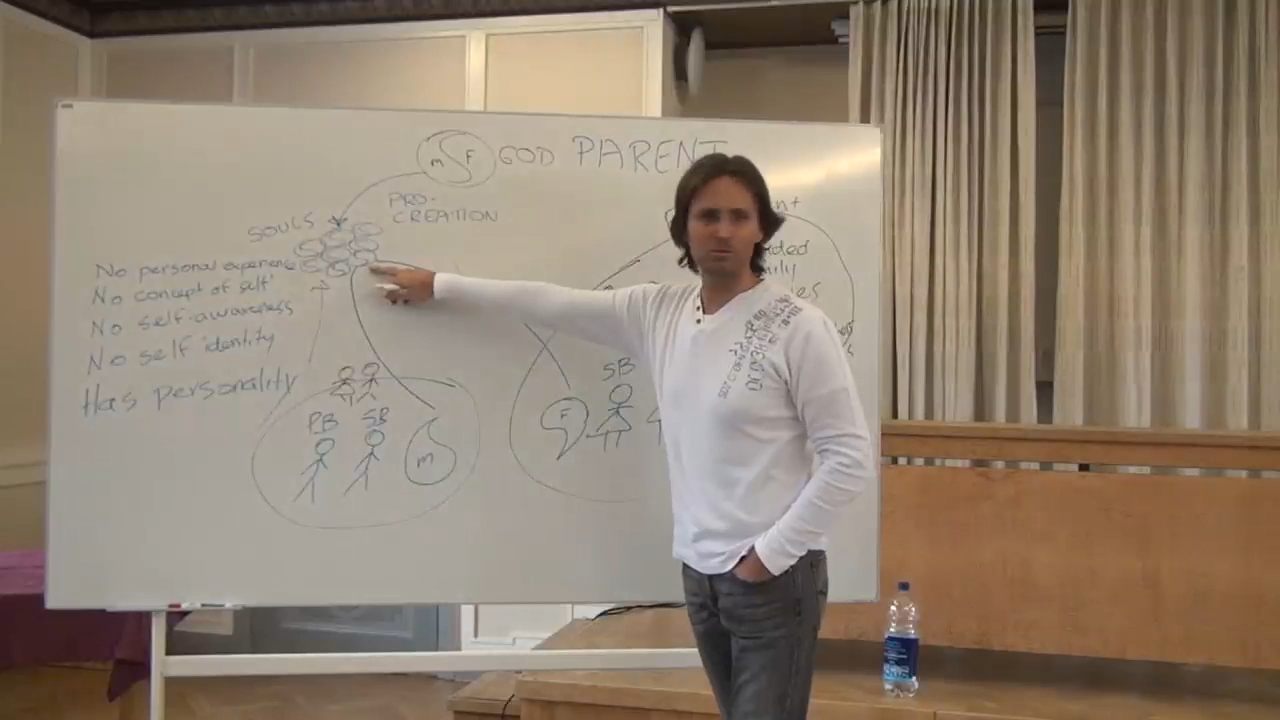 m F GOD PARENT
PRO-
CREATION
SOULS
No personal experience
No concept of self
No self-awareness
No self identity
Has personality
PB SB
m
SB
F